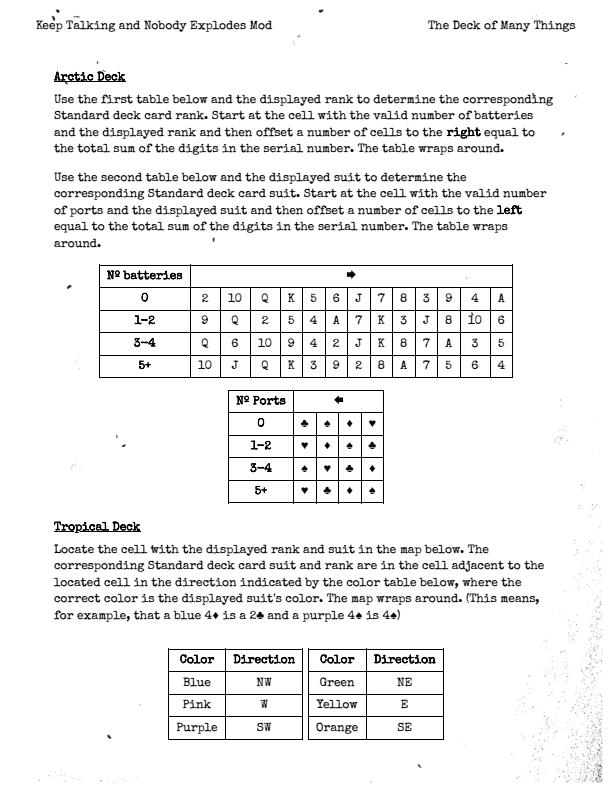 Keep Talking and Nobody Explodes Mod The Deck of Many Things
Arctic Deck
Use the first table below and the displayed rank to determine the corresponding
Standard deck card rank. Start at the cell with the valid number of batteries
and the displayed rank and then offset a number of cells to the right equal to
the total sum of the digits in the serial number. The table wraps around.
Use the second table below and the displayed suit to determine the
corresponding Standard deck card suit. Start at the cell with the valid number
of ports and the displayed suit and then offset a number of cells to the left
equal to the total sum of the digits in the serial number. The table wraps
around.
Nº batteries 🡆
0 2 10 Q K 5 6 J 7 8 3 9 4 A
1-2 9 Q 2 5 4 A 7 K 3 J 8 10 6
3-4 Q 6 10 9 4 2 J K 8 7 A 3 5
5+ 10 J Q K 3 9 2 8 A 7 5 6 4
Nº Ports 🡄
0 ♣ ♠ ♦ ♥
1-2 ♥ ♦ ♠ ♣
3-4 ♠ ♥ ♣ ♦
5+ ♥ ♣ ♦ ♠
Tropical Deck
Locate the cell with the displayed rank and suit in the map below. The
corresponding Standard deck card suit and rank are in the cell adjacent to the
located cell in the direction indicated by the color table below, where the
correct color is the displayed suit's color. The map wraps around. (This means,
for example, that a blue 4♦ is a 2♣ and a purple 4♠ is 4♠)
Color Direction Color Direction
Blue NW Green NE
Pink W Yellow E
Purple SW Orange SE